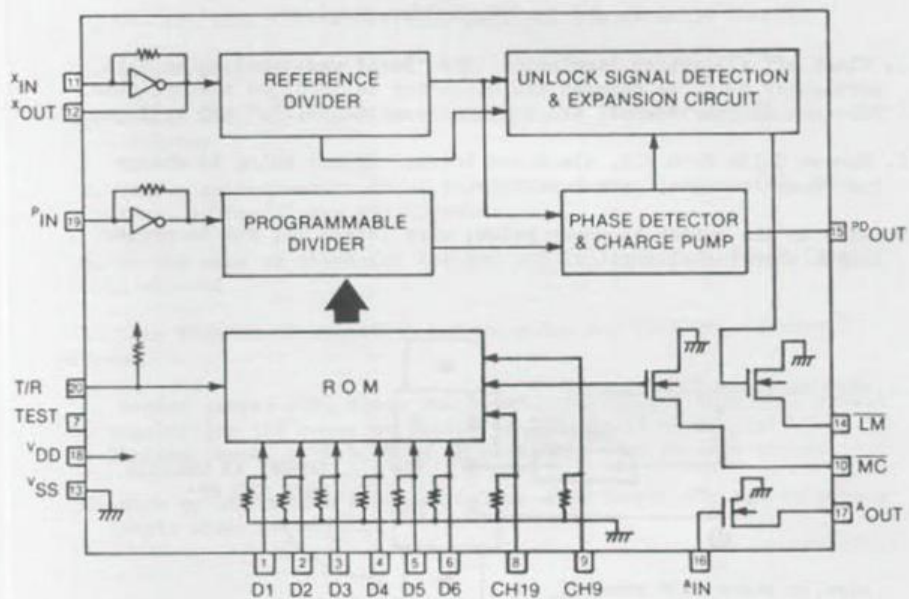 XIN 11
XOUT 12
REFERENCE
DIVIDER
UNLOCK SIGNAL DETECTION
& EXPANSION CIRCUIT
PIN 19
PROGRAMMABLE
DIVIDER
PHASE DETECTOR
& CHARGE PUMP
15 PDOUT
T/R 20
ROM
TEST 7
VDD 18
VSS 13
14 LM
10 MC
17 AOUT
1 2 3 4 5 6 8 9 16
D1 D2 D3 D4 D5 D6 CH19 CH9 AIN